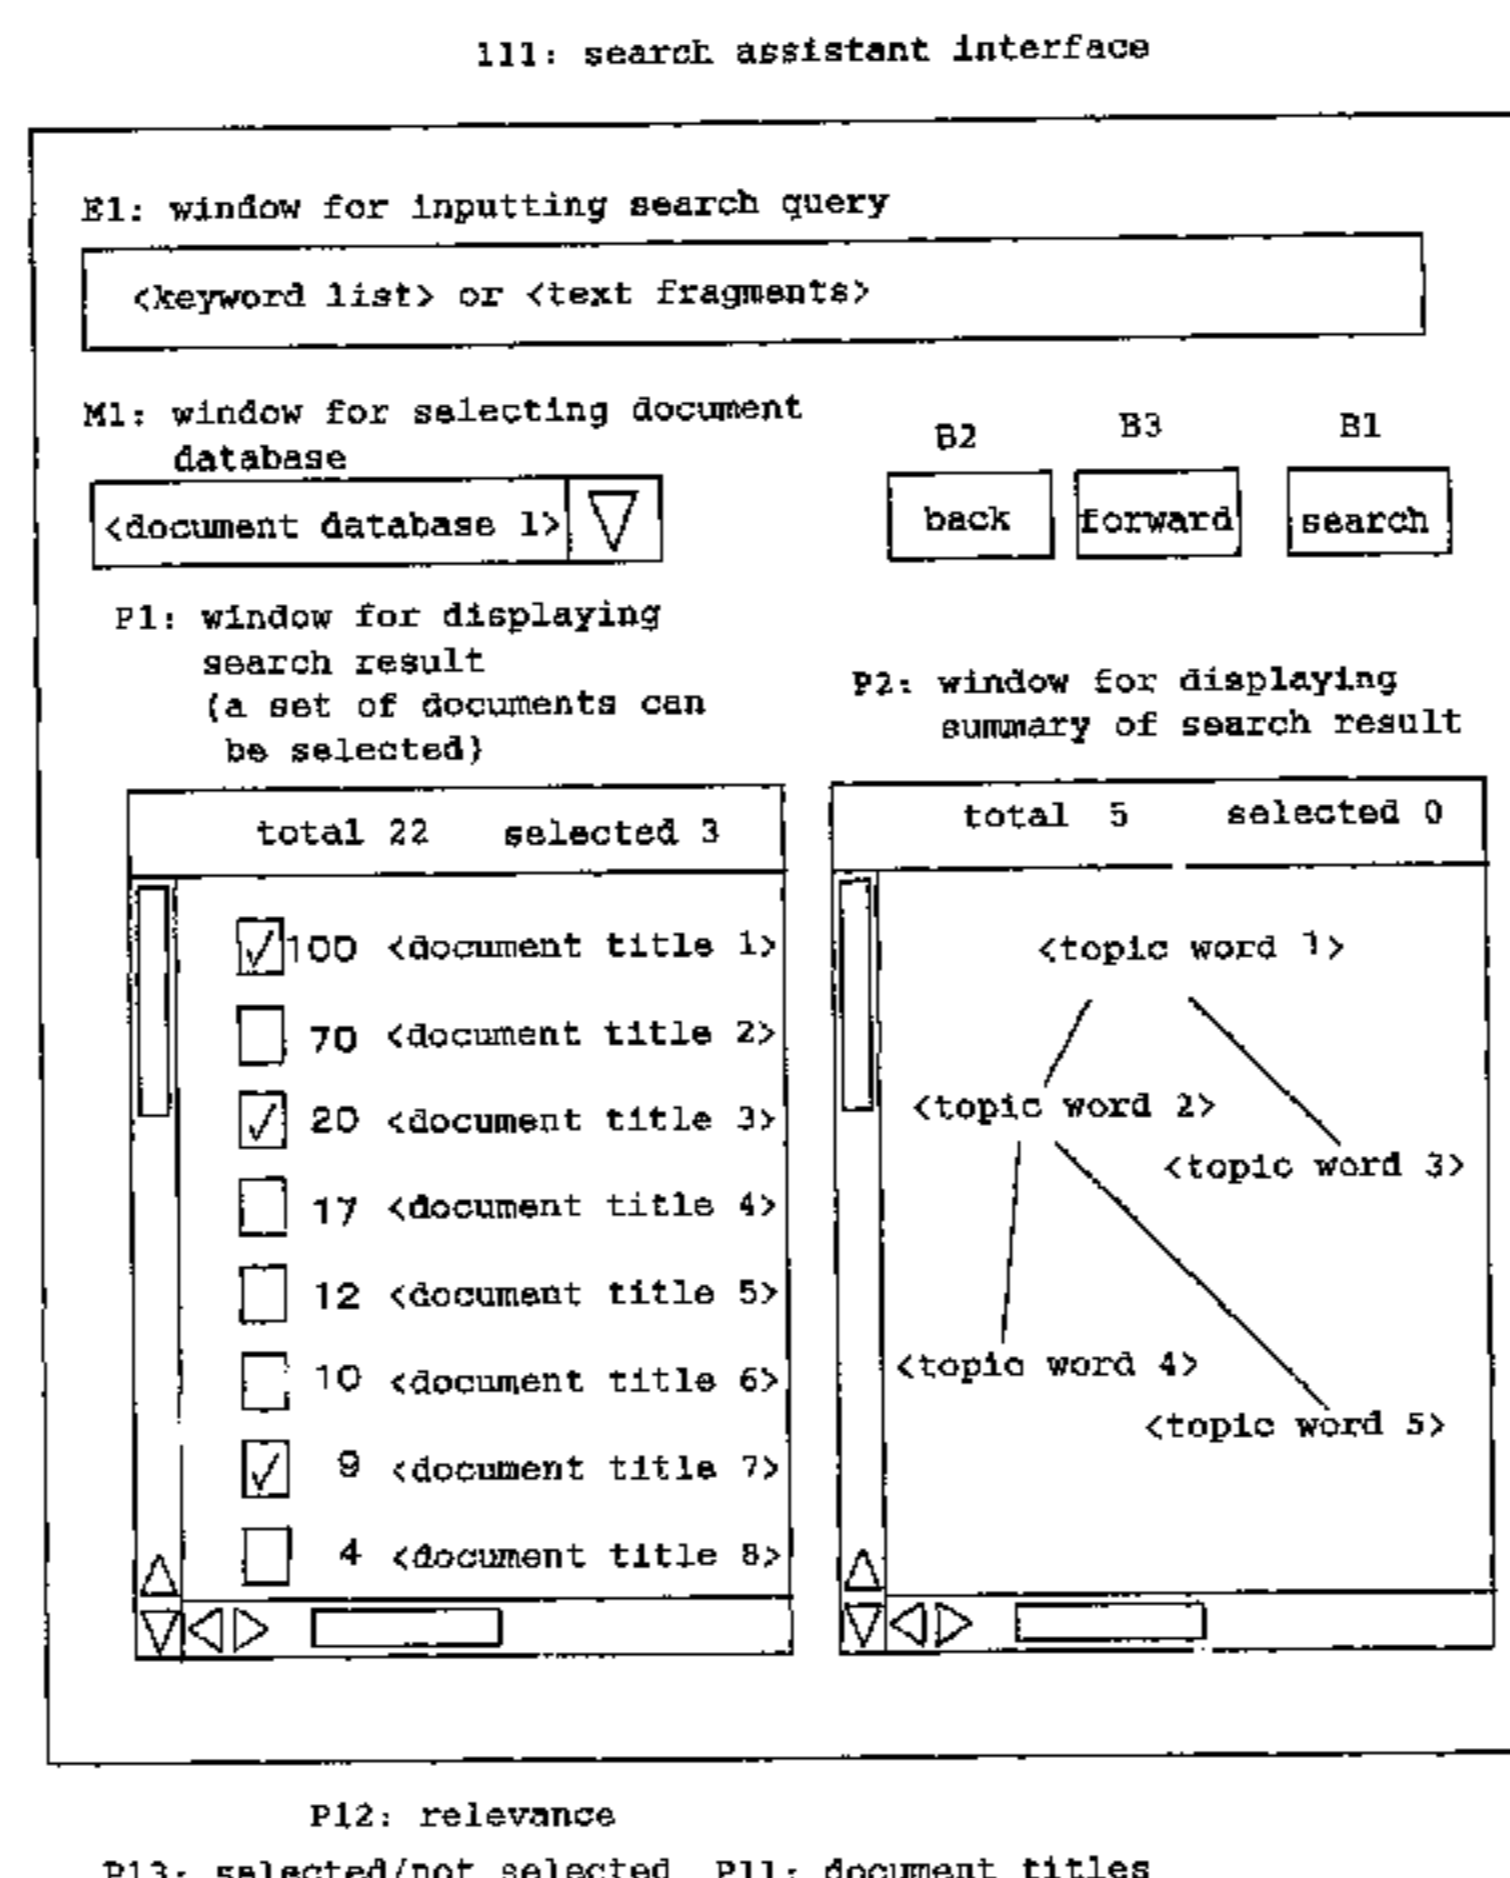 111: search assistant interface
E1: window for inputting search query
<keyword list> or <text fragments>
M1: window for selecting document
database
<document database 1>
B2
B3
B1
back
forward
search
P1: window for displaying
search result
(a set of documents can
be selected)
P2: window for displaying
summary of search result
total 22 selected 3
100 <document title 1>
70 <document title 2>
20 <document title 3>
17 <document title 4>
12 <document title 5>
10 <document title 6>
9 <document title 7>
4 <document title 8>
total 5 selected 0
<topic word 1>
<topic word 2>
<topic word 3>
<topic word 4>
<topic word 5>
P12: relevance
P13: selected/not selected P11: document titles